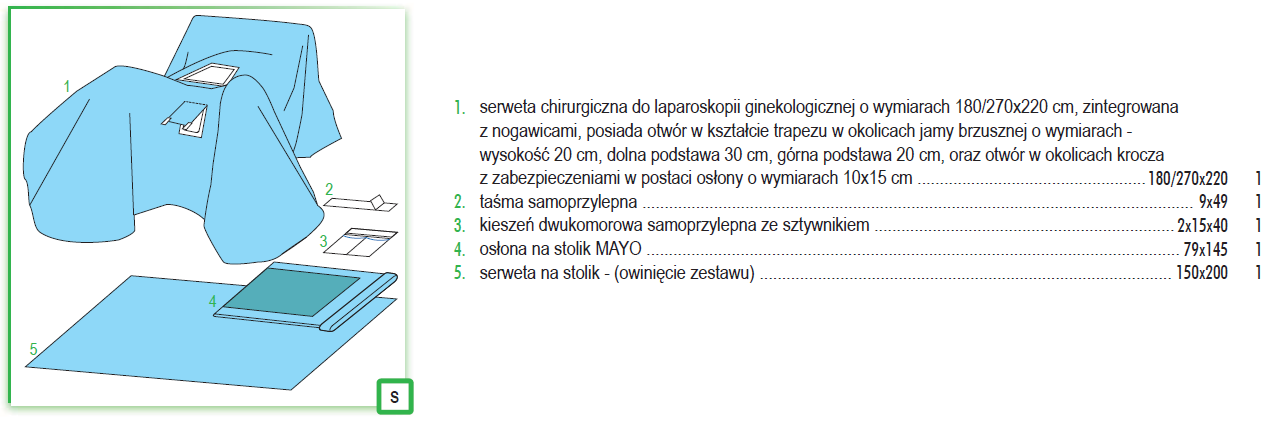 1
2
3
4
5
S
1. serweta chirurgiczna do laparoskopii ginekologicznej o wymiarach 180/270x220 cm, zintegrowana
z nogawicami, posiada otwór w kształcie trapezu w okolicach jamy brzusznej o wymiarach -
wysokość 20 cm, dolna podstawa 30 cm, górna podstawa 20 cm, oraz otwór w okolicach krocza
z zabezpieczeniami w postaci osłony o wymiarach 10x15 cm 180/270x220 1
2. taśma samoprzylepna 9x49 1
3. kieszeń dwukomorowa samoprzylepna ze sztywnikiem 2x15x40 1
4. osłona na stolik MAYO 79x145 1
5. serweta na stolik - (owinięcie zestawu) 150x200 1